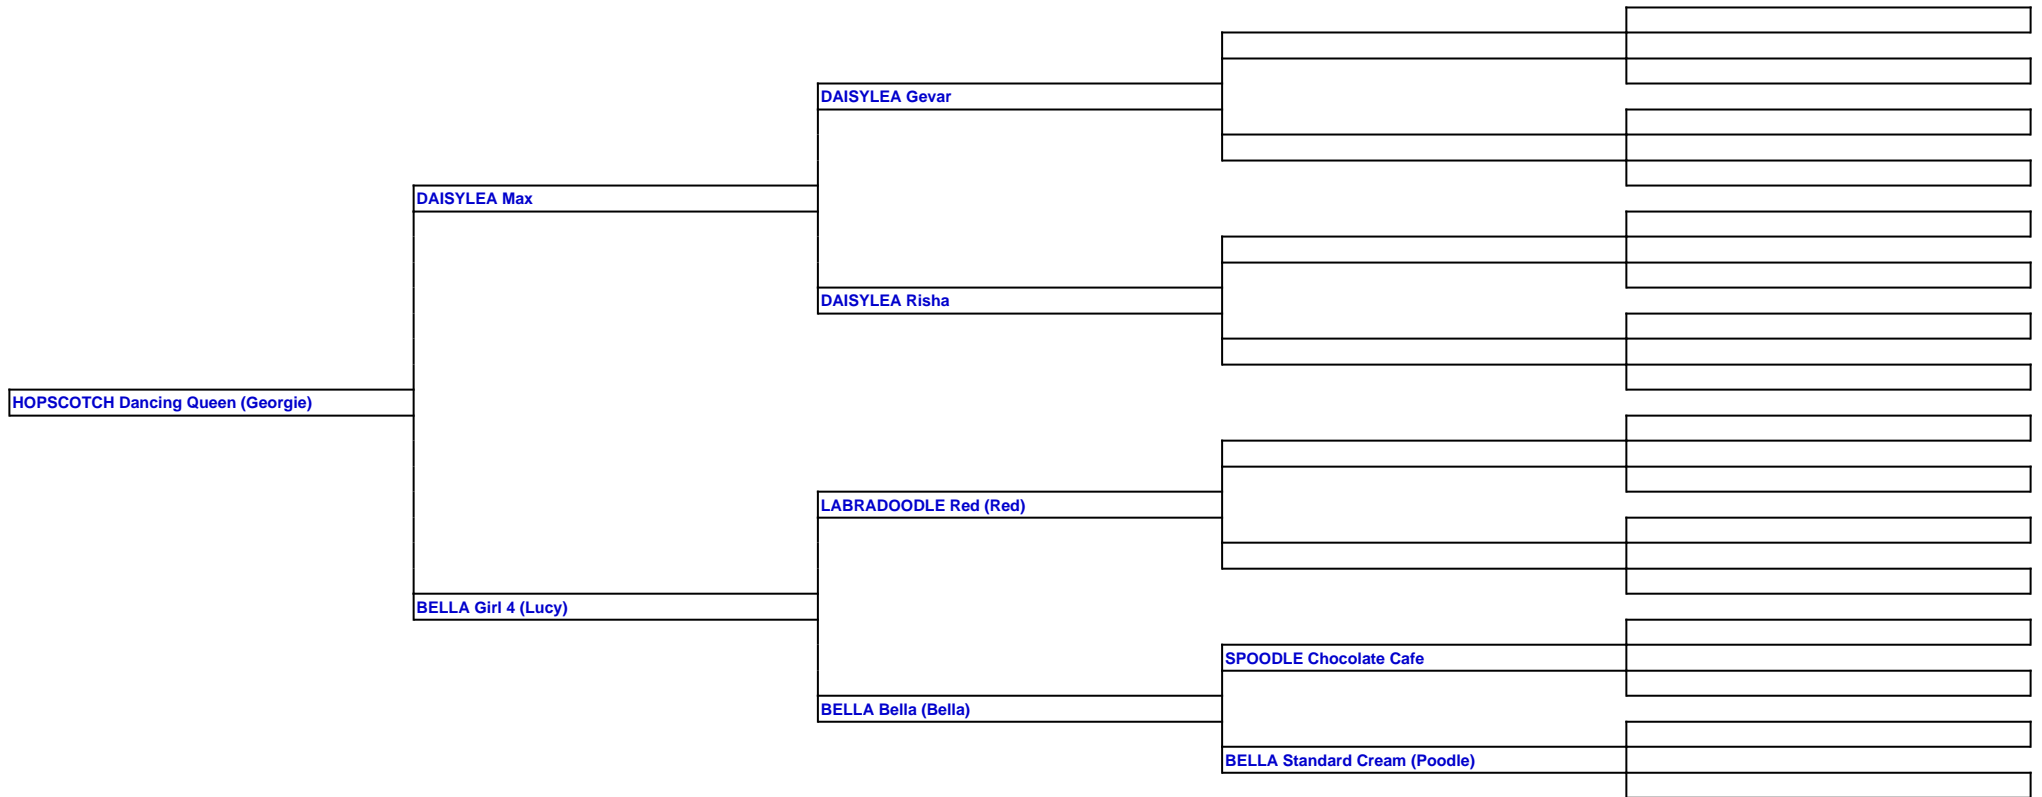 DAISYLEA Gevar
DAISYLEA Max
DAISYLEA Risha
HOPSCOTCH Dancing Queen (Georgie)
LABRADOODLE Red (Red)
BELLA Girl 4 (Lucy)
SPOODLE Chocolate Cafe
BELLA Bella (Bella)
BELLA Standard Cream (Poodle)